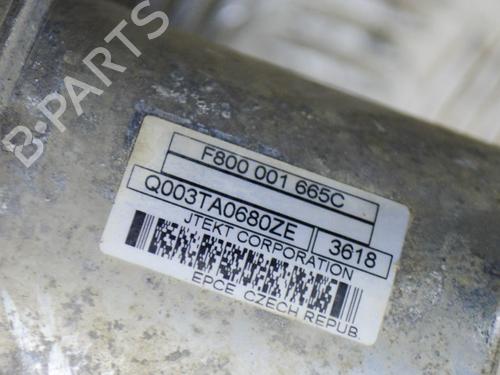 B-PARTS
F800 001 665C
Q003TA0680ZE 3618
JTEKT CORPORATION
EPCE CZECH REPUB.